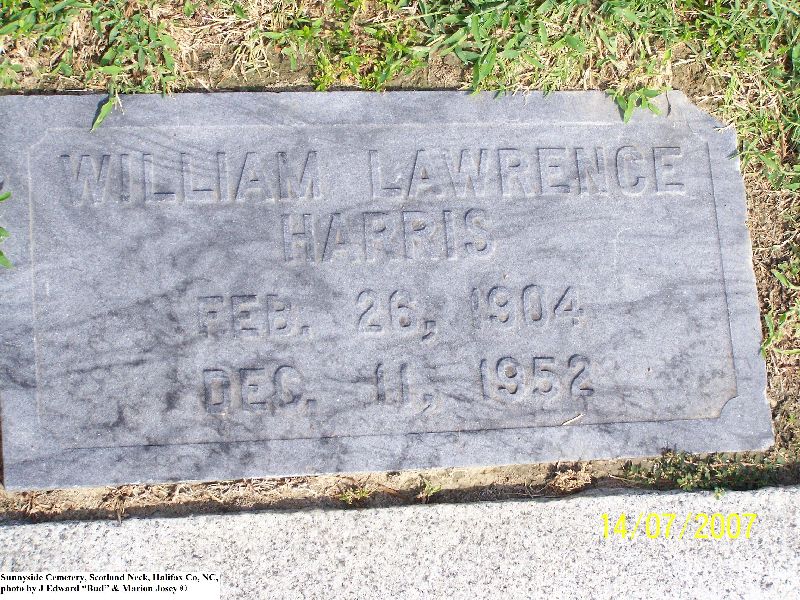 WILLIAM LAWRENCE
HARRIS
FEB. 26, 1904
DEC. 11, 1952
14/07/2007
Sunnyside Cemetery, Scotland Neck, Halifax Co, NC,
photo by J Edward "Bud" & Marion Josey ©